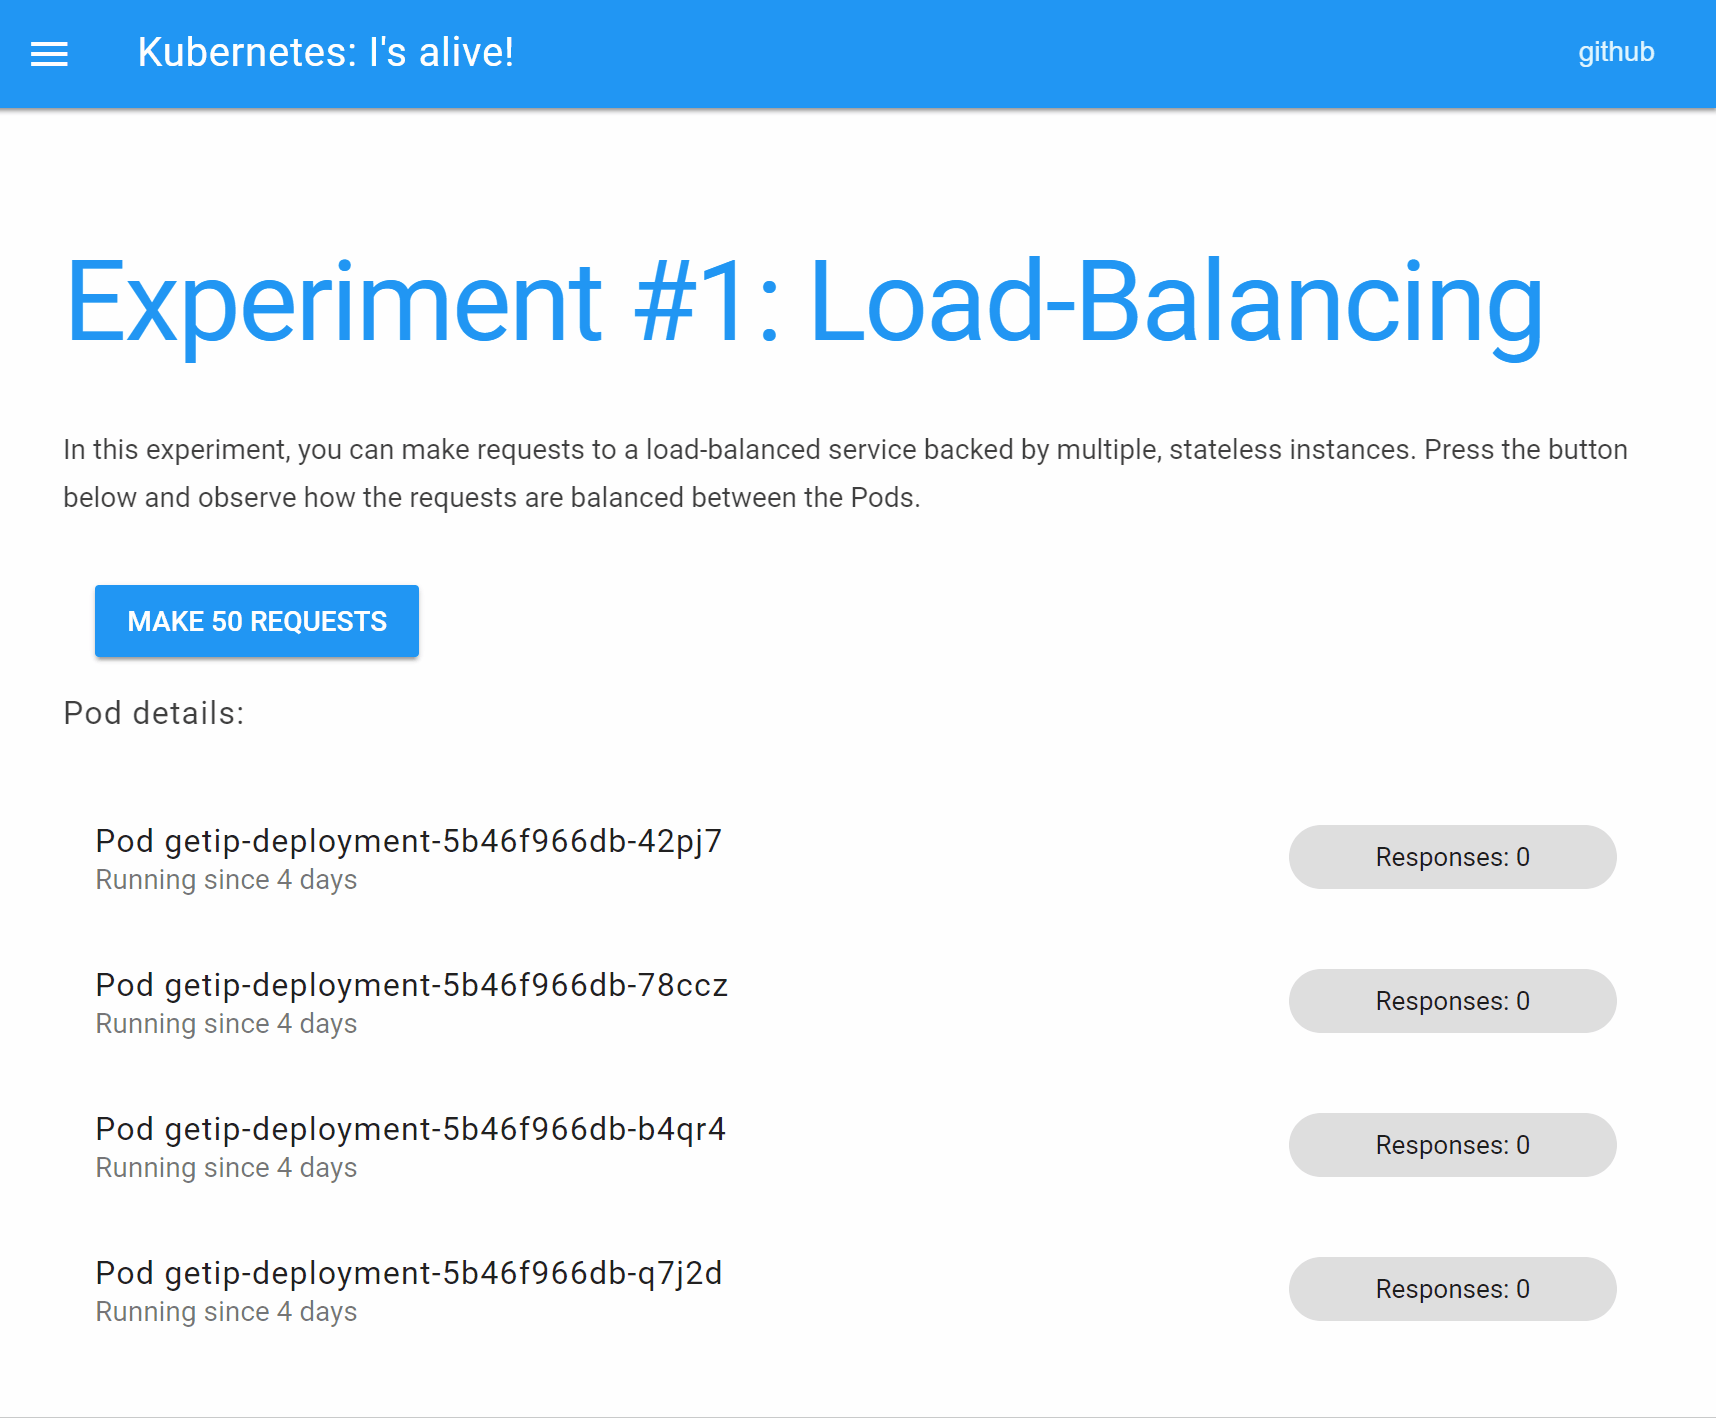 Kubernetes: I's alive!
github
Experiment #1: Load-Balancing
In this experiment, you can make requests to a load-balanced service backed by multiple, stateless instances. Press the button
below and observe how the requests are balanced between the Pods.
MAKE 50 REQUESTS
Pod details:
Pod getip-deployment-5b46f966db-42pj7
Running since 4 days
Responses: 0
Pod getip-deployment-5b46f966db-78ccz
Running since 4 days
Responses: 0
Pod getip-deployment-5b46f966db-b4qr4
Running since 4 days
Responses: 0
Pod getip-deployment-5b46f966db-q7j2d
Running since 4 days
Responses: 0